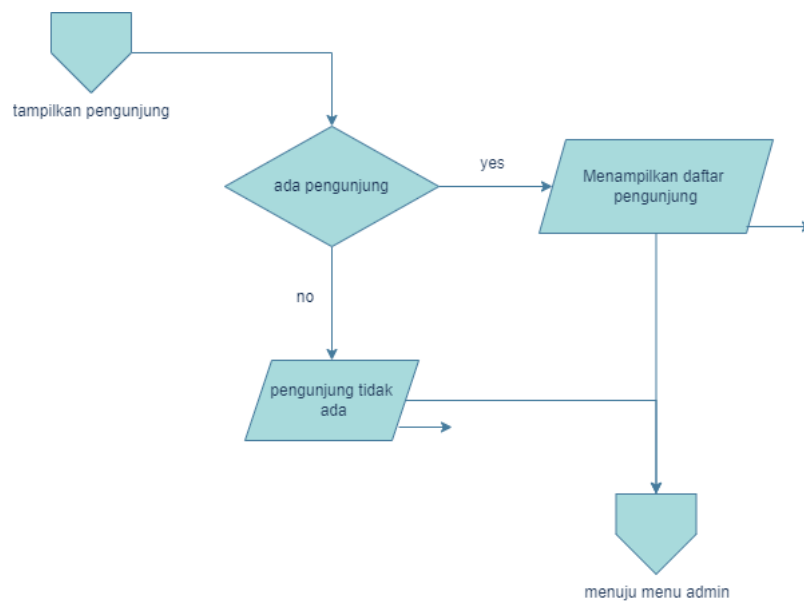 tampilkan pengunjung
ada pengunjung
yes
Menampilkan daftar
pengunjung
no
pengunjung tidak
ada
menuju menu admin